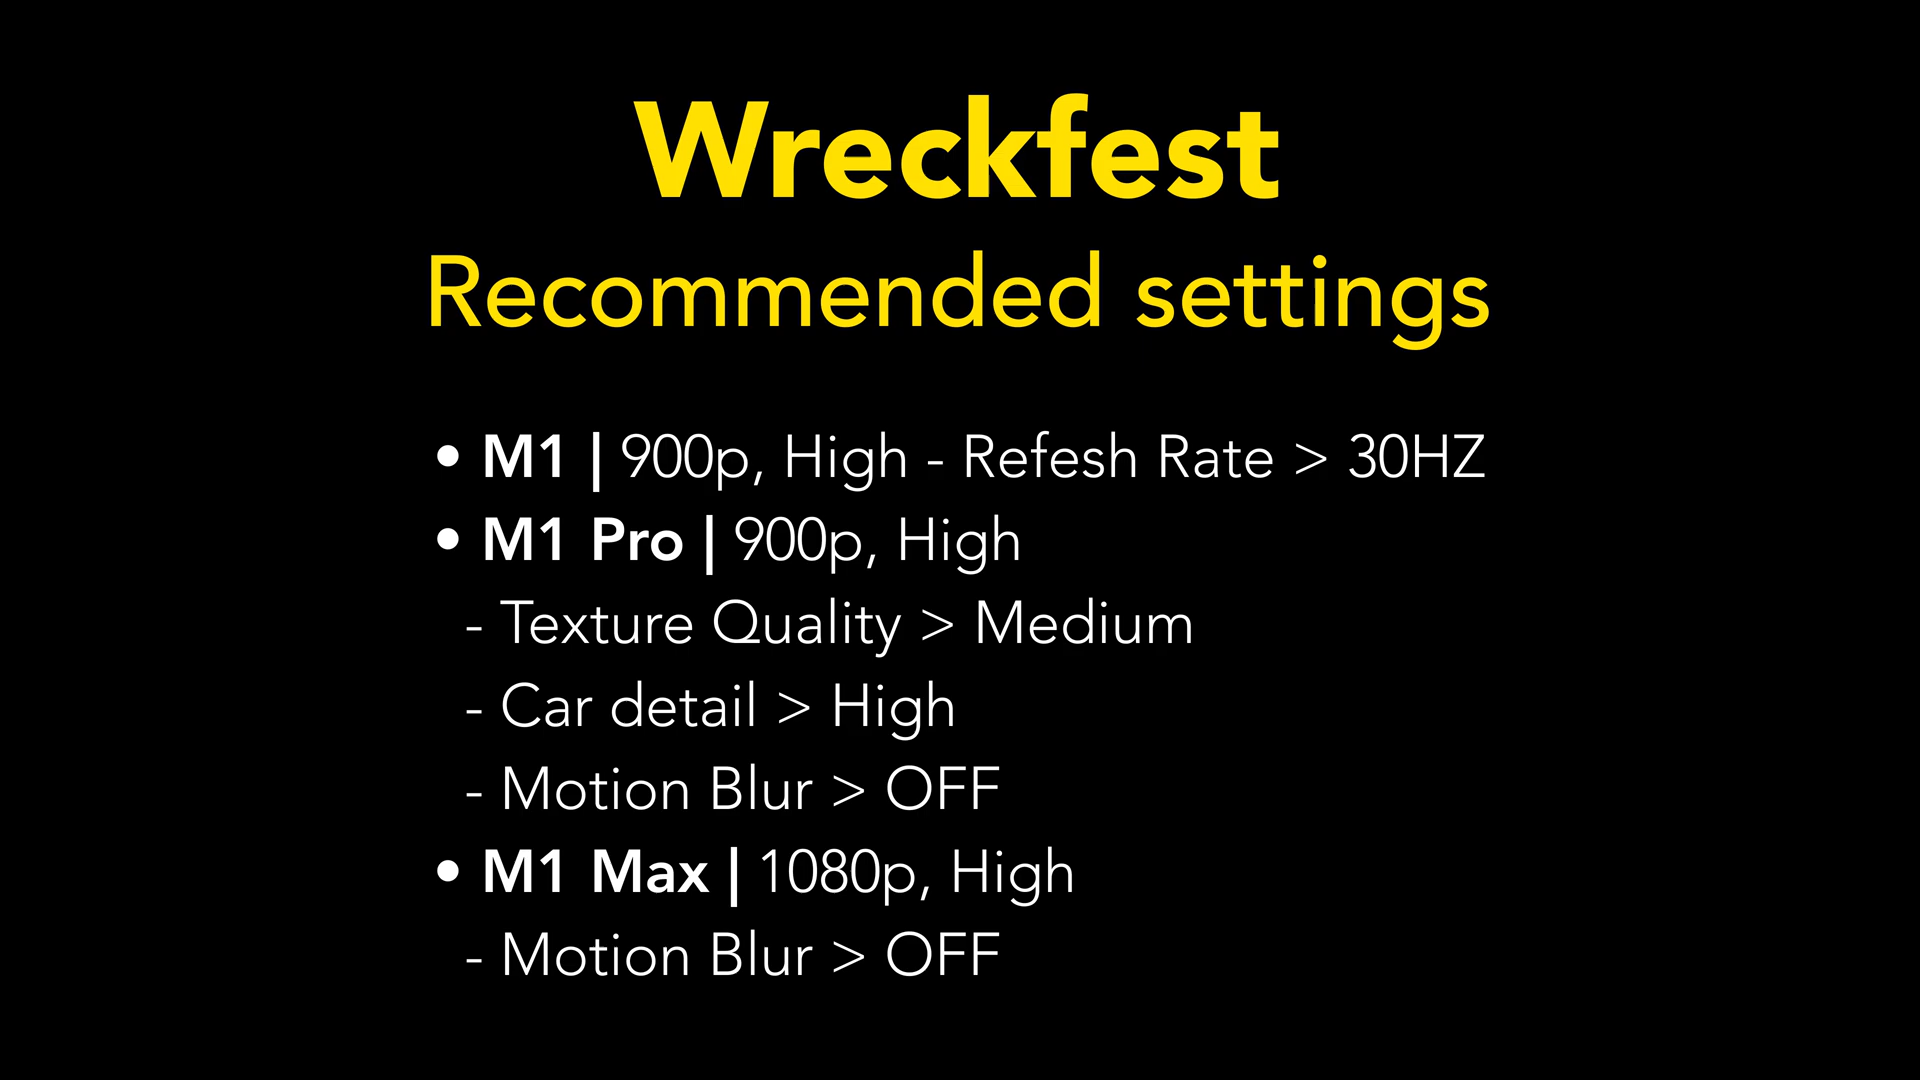 Wreckfest
Recommended settings
• M1 | 900p, High - Refesh Rate > 30HZ
• M1 Pro | 900p, High
- Texture Quality > Medium
- Car detail > High
- Motion Blur > OFF
• M1 Max | 1080p, High
- Motion Blur > OFF